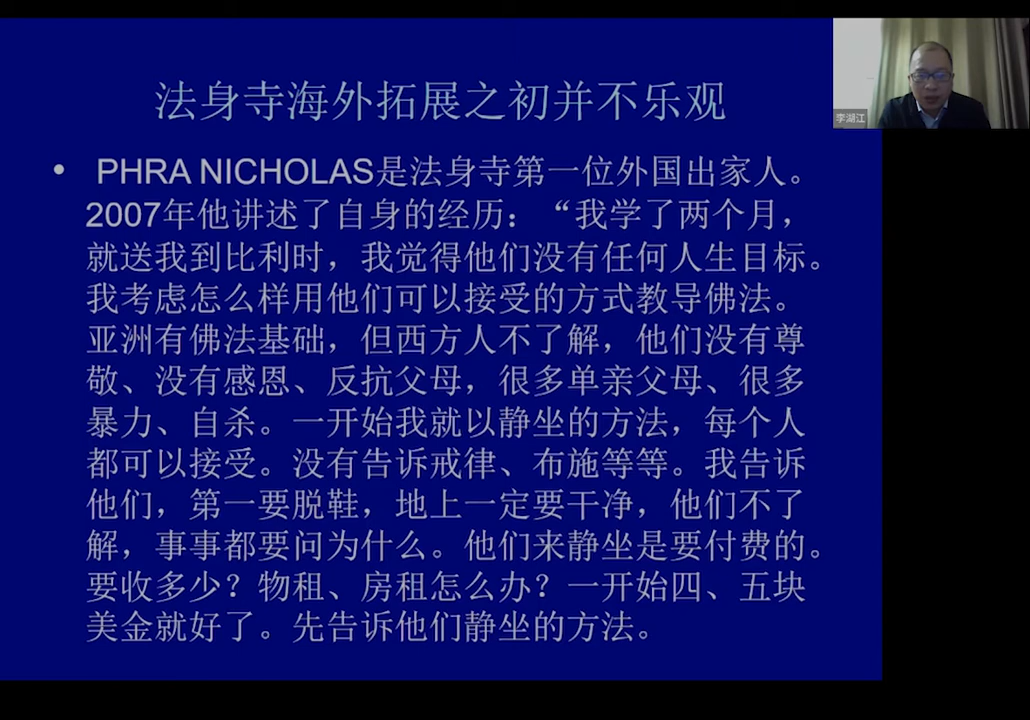 法身寺海外拓展之初并不乐观
李湖江
• PHRA NICHOLAS是法身寺第一位外国出家人。
2007年他讲述了自身的经历：“我学了两个月，
就送我到比利时，我觉得他们没有任何人生目标。
我考虑怎么样用他们可以接受的方式教导佛法。
亚洲有佛法基础，但西方人不了解，他们没有尊
敬、没有感恩、反抗父母，很多单亲父母、很多
暴力、自杀。一开始我就以静坐的方法，每个人
都可以接受。没有告诉戒律、布施等等。我告诉
他们，第一要脱鞋，地上一定要干净，他们不了
解，事事都要问为什么。他们来静坐是要付费的。
要收多少？物租、房租怎么办？一开始四、五块
美金就好了。先告诉他们静坐的方法。